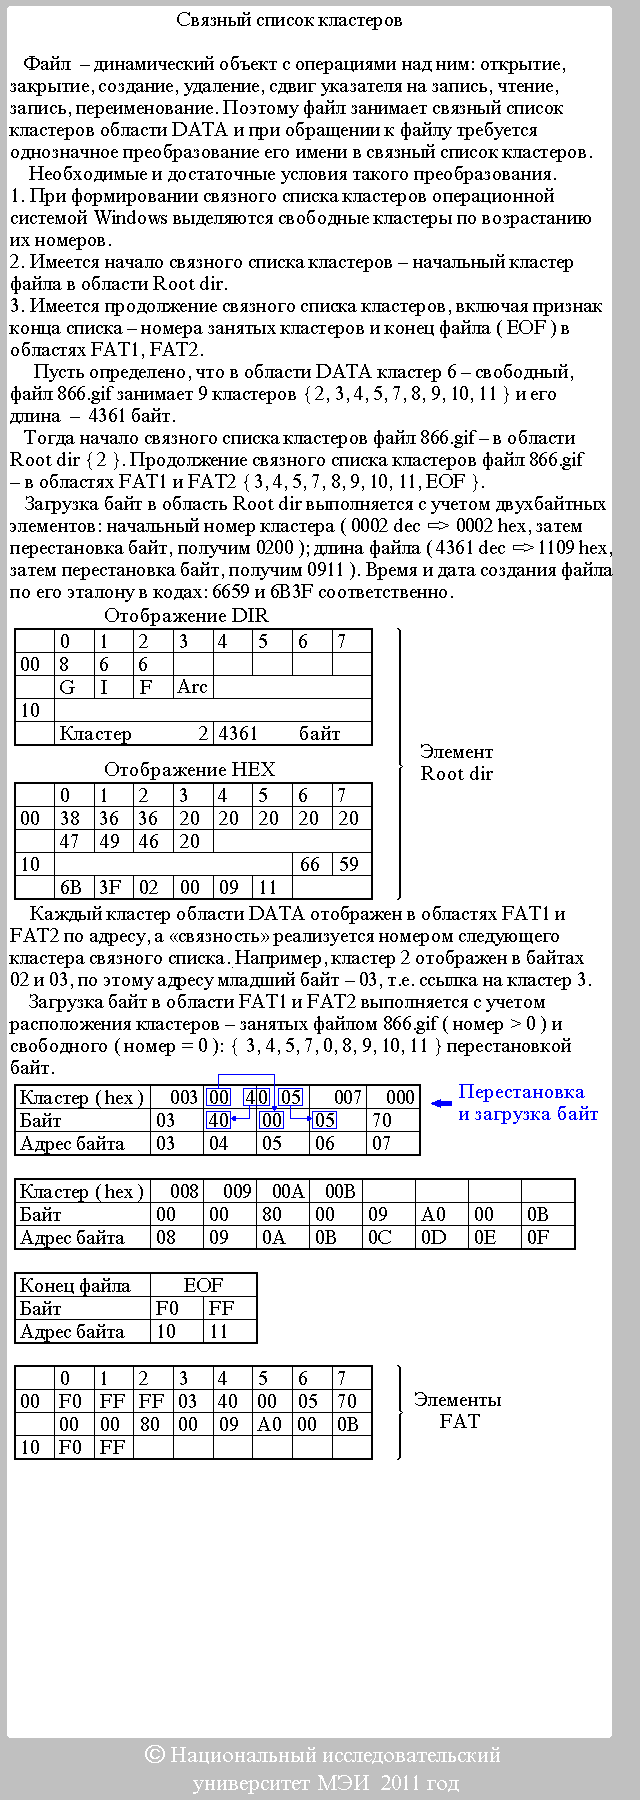 Связный список кластеров
Файл – динамический объект с операциями над ним: открытие,
закрытие, создание, удаление, сдвиг указателя на запись, чтение,
запись, переименование. Поэтому файл занимает связный список
кластеров области DATA и при обращении к файлу требуется
однозначное преобразование его имени в связный список кластеров.
Необходимые и достаточные условия такого преобразования.
1. При формировании связного списка кластеров операционной
системой Windows выделяются свободные кластеры по возрастанию
их номеров.
2. Имеется начало связного списка кластеров – начальный кластер
файла в области Root dir.
3. Имеется продолжение связного списка кластеров, включая признак
конца списка – номера занятых кластеров и конец файла ( EOF ) в
областях FAT1, FAT2.
Пусть определено, что в области DATA кластер 6 – свободный,
файл 866.gif занимает 9 кластеров { 2, 3, 4, 5, 7, 8, 9, 10, 11 } и его
длина – 4361 байт.
Тогда начало связного списка кластеров файл 866.gif – в области
Root dir { 2 }. Продолжение связного списка кластеров файл 866.gif
– в областях FAT1 и FAT2 { 3, 4, 5, 7, 8, 9, 10, 11, EOF }.
Загрузка байт в область Root dir выполняется с учетом двухбайтных
элементов: начальный номер кластера ( 0002 dec => 0002 hex, затем
перестановка байт, получим 0200 ); длина файла ( 4361 dec => 1109 hex,
затем перестановка байт, получим 0911 ). Время и дата создания файла
по его эталону в кодах: 6659 и 6B3F соответственно.
Отображение DIR
0 1 2 3 4 5 6 7
00 8 6 6
G I F Arc
10
Кластер 2 4361 байт
Элемент
Root dir
Отображение HEX
0 1 2 3 4 5 6 7
00 38 36 36 20 20 20 20 20
47 49 46 20
10 66 59
6B 3F 02 00 09 11
Каждый кластер области DATA отображен в областях FAT1 и
FAT2 по адресу, а «связность» реализуется номером следующего
кластера связного списка. Например, кластер 2 отображен в байтах
02 и 03, по этому адресу младший байт – 03, т.е. ссылка на кластер 3.
Загрузка байт в области FAT1 и FAT2 выполняется с учетом
расположения кластеров – занятых файлом 866.gif ( номер > 0 ) и
свободного ( номер = 0 ): { 3, 4, 5, 7, 0, 8, 9, 10, 11 } перестановкой
байт.
Кластер ( hex ) 003 00 40 05 007 000
Байт 03 40 00 05 70
Адрес байта 03 04 05 06 07
Перестановка
и загрузка байт
Кластер ( hex ) 008 009 00A 00B
Байт 00 00 80 00 09 A0 00 0B
Адрес байта 08 09 0A 0B 0C 0D 0E 0F
Конец файла EOF
Байт F0 FF
Адрес байта 10 11
0 1 2 3 4 5 6 7
00 F0 FF FF 03 40 00 05 70
00 00 80 00 09 A0 00 0B
10 F0 FF
Элементы
FAT
© Национальный исследовательский
университет МЭИ 2011 год